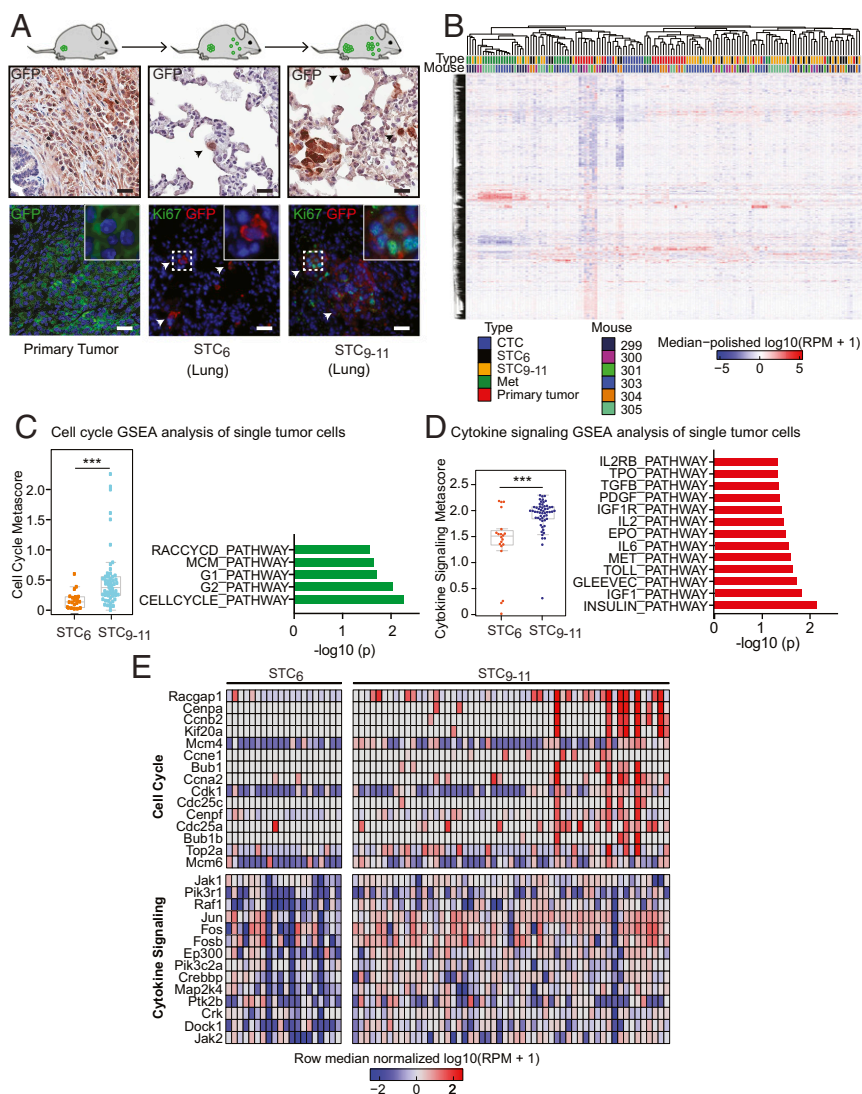 A
GFP
GFP
GFP
GFP
Ki67 GFP
Ki67 GFP
Primary Tumor
STC6
(Lung)
STC9-11
(Lung)
B
Type
Mouse
Type
CTC
STC6
STC9-11
Met
Primary tumor
Mouse
299
300
301
303
304
305
Median-polished log10(RPM + 1)
−5 0 5
C Cell cycle GSEA analysis of single tumor cells
***
Cell Cycle Metascore
2.0
1.5
1.0
0.5
0
STC6 STC9-11
RACCYCD_PATHWAY
MCM_PATHWAY
G1_PATHWAY
G2_PATHWAY
CELLCYCLE_PATHWAY
0 1 2
-log10 (p)
D Cytokine signaling GSEA analysis of single tumor cells
***
Cytokine Signaling Metascore
2.5
2.0
1.5
1.0
0.5
0
STC6 STC9-11
IL2RB_PATHWAY
TPO_PATHWAY
TGFB_PATHWAY
PDGF_PATHWAY
IGF1R_PATHWAY
IL2_PATHWAY
EPO_PATHWAY
IL6_PATHWAY
MET_PATHWAY
TOLL_PATHWAY
GLEEVEC_PATHWAY
IGF1_PATHWAY
INSULIN_PATHWAY
0 1 2
-log10 (p)
E
STC6 STC9-11
Cell Cycle
Racgap1
Cenpa
Ccnb2
Kif20a
Mcm4
Ccne1
Bub1
Ccna2
Cdk1
Cdc25c
Cenpf
Cdc25a
Bub1b
Top2a
Mcm6
Cytokine Signaling
Jak1
Pik3r1
Raf1
Jun
Fos
Fosb
Ep300
Pik3c2a
Crebbp
Map2k4
Ptk2b
Crk
Dock1
Jak2
Row median normalized log10(RPM + 1)
−2 0 2